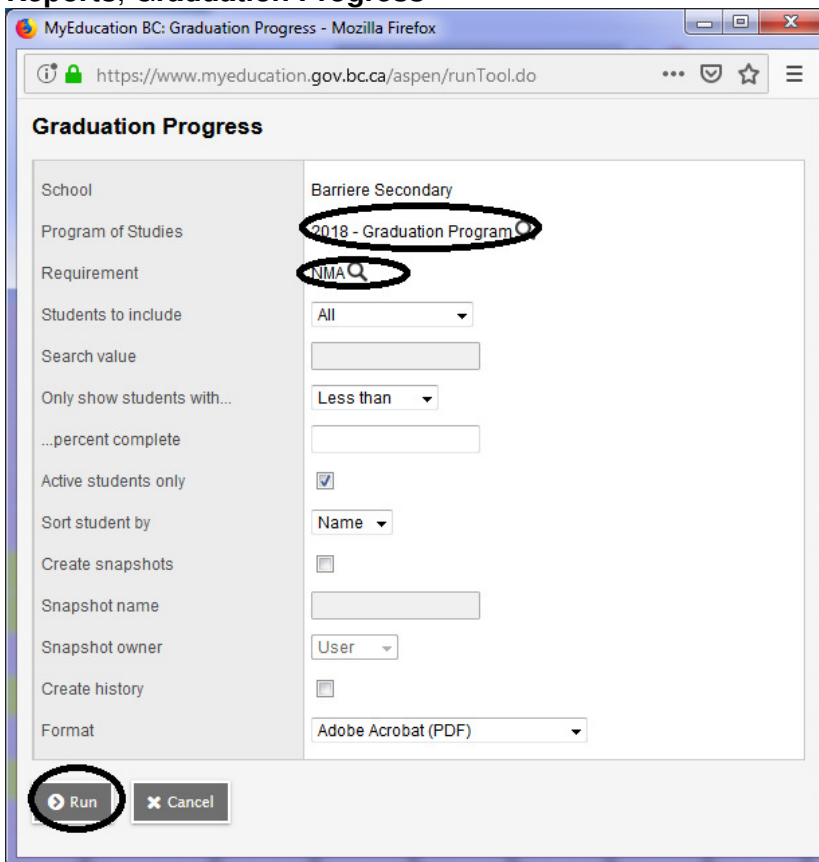 Reports, Graduation Progress
MyEducation BC: Graduation Progress - Mozilla Firefox
https://www.myeducation.gov.bc.ca/aspen/runTool.do
Graduation Progress
School Barriere Secondary
Program of Studies 2018 - Graduation Program
Requirement NMA
Students to include All
Search value
Only show students with... Less than
...percent complete
Active students only
Sort student by Name
Create snapshots
Snapshot name
Snapshot owner User
Create history
Format Adobe Acrobat (PDF)
Run Cancel